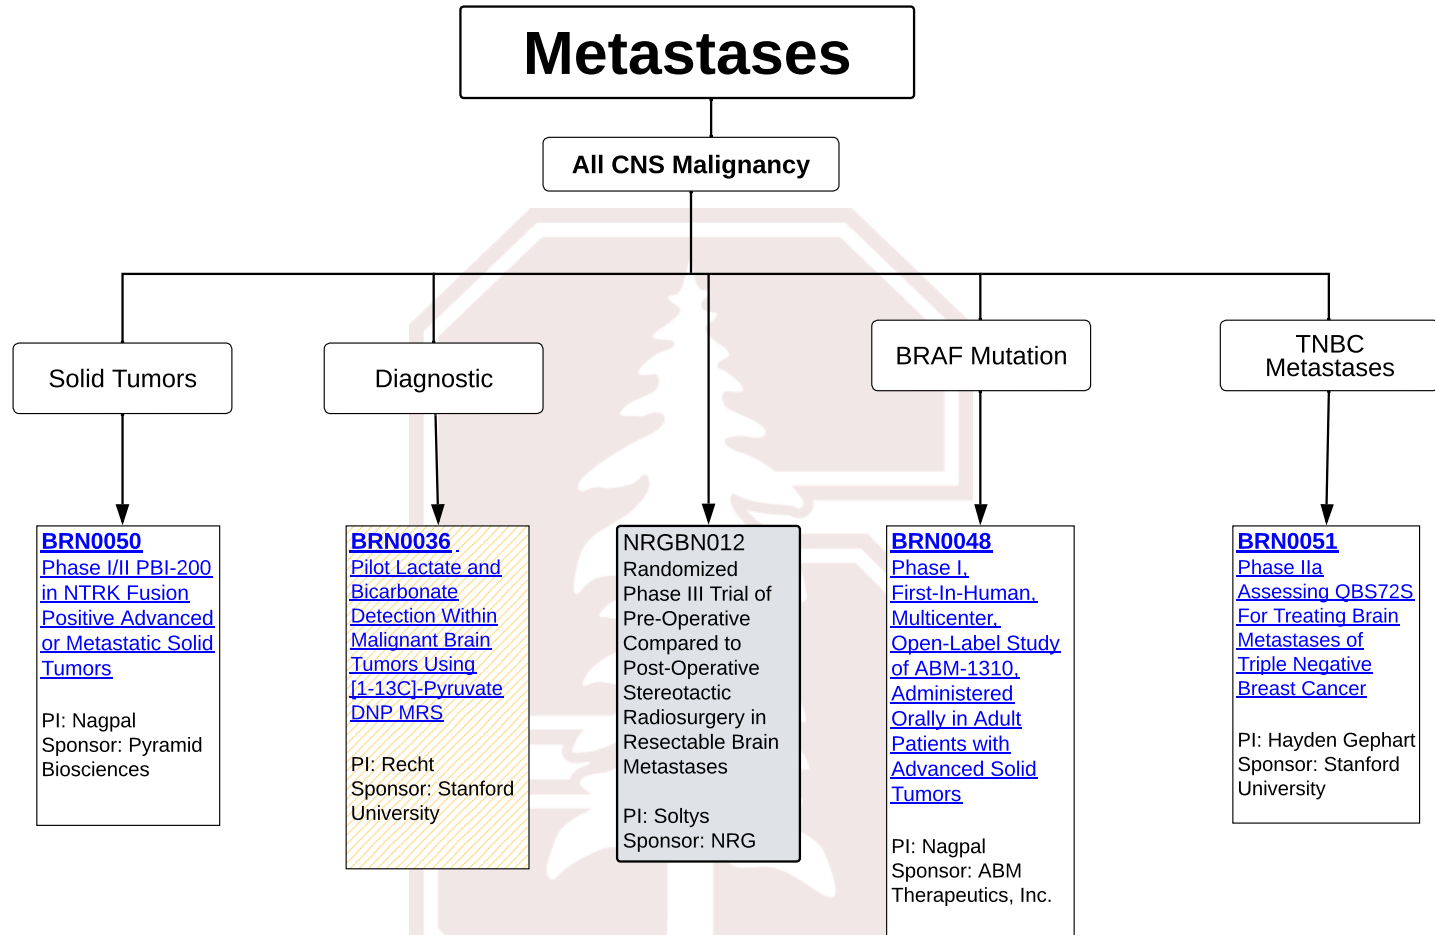 Metastases
All CNS Malignancy
Solid Tumors
Diagnostic
BRAF Mutation
TNBC
Metastases
BRN0050
Phase I/II PBI-200
in NTRK Fusion
Positive Advanced
or Metastatic Solid
Tumors
PI: Nagpal
Sponsor: Pyramid
Biosciences
BRN0036
Pilot Lactate and
Bicarbonate
Detection Within
Malignant Brain
Tumors Using
[1-13C]-Pyruvate
DNP MRS
PI: Recht
Sponsor: Stanford
University
NRGBN012
Randomized
Phase III Trial of
Pre-Operative
Compared to
Post-Operative
Stereotactic
Radiosurgery in
Resectable Brain
Metastases
PI: Soltys
Sponsor: NRG
BRN0048
Phase I,
First-In-Human,
Multicenter,
Open-Label Study
of ABM-1310,
Administered
Orally in Adult
Patients with
Advanced Solid
Tumors
PI: Nagpal
Sponsor: ABM
Therapeutics, Inc.
BRN0051
Phase IIa
Assessing QBS72S
For Treating Brain
Metastases of
Triple Negative
Breast Cancer
PI: Hayden Gephart
Sponsor: Stanford
University